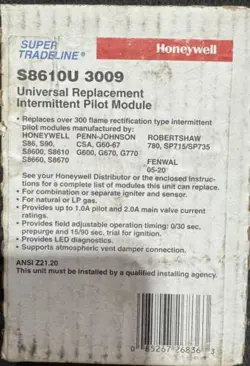 SUPER TRADELINE®
Honeywell
S8610U 3009
Universal Replacement
Intermittent Pilot Module
• Replaces over 300 flame rectification type intermittent
pilot modules manufactured by:
HONEYWELL PENN-JOHNSON ROBERTSHAW
S86, S90, CSA, G60-67 780, SP715/SP735
S8600, S8610 G600, G670, G770
S8660, S8670 FENWAL
05-20
See your Honeywell Distributor or the enclosed Instruc-
tions for a complete list of modules this unit can replace.
• For combination or separate igniter and sensor.
• For natural or LP gas.
• Provides up to 1.0A pilot and 2.0A main valve current
ratings.
• Provides field adjustable operation timing: 0/30 sec.
prepurge and 15/90 sec. trial for ignition.
• Provides LED diagnostics.
• Supports atmospheric vent damper connection.
ANSI Z21.20
This unit must be installed by a qualified installing agency.
0 85267 26836 3